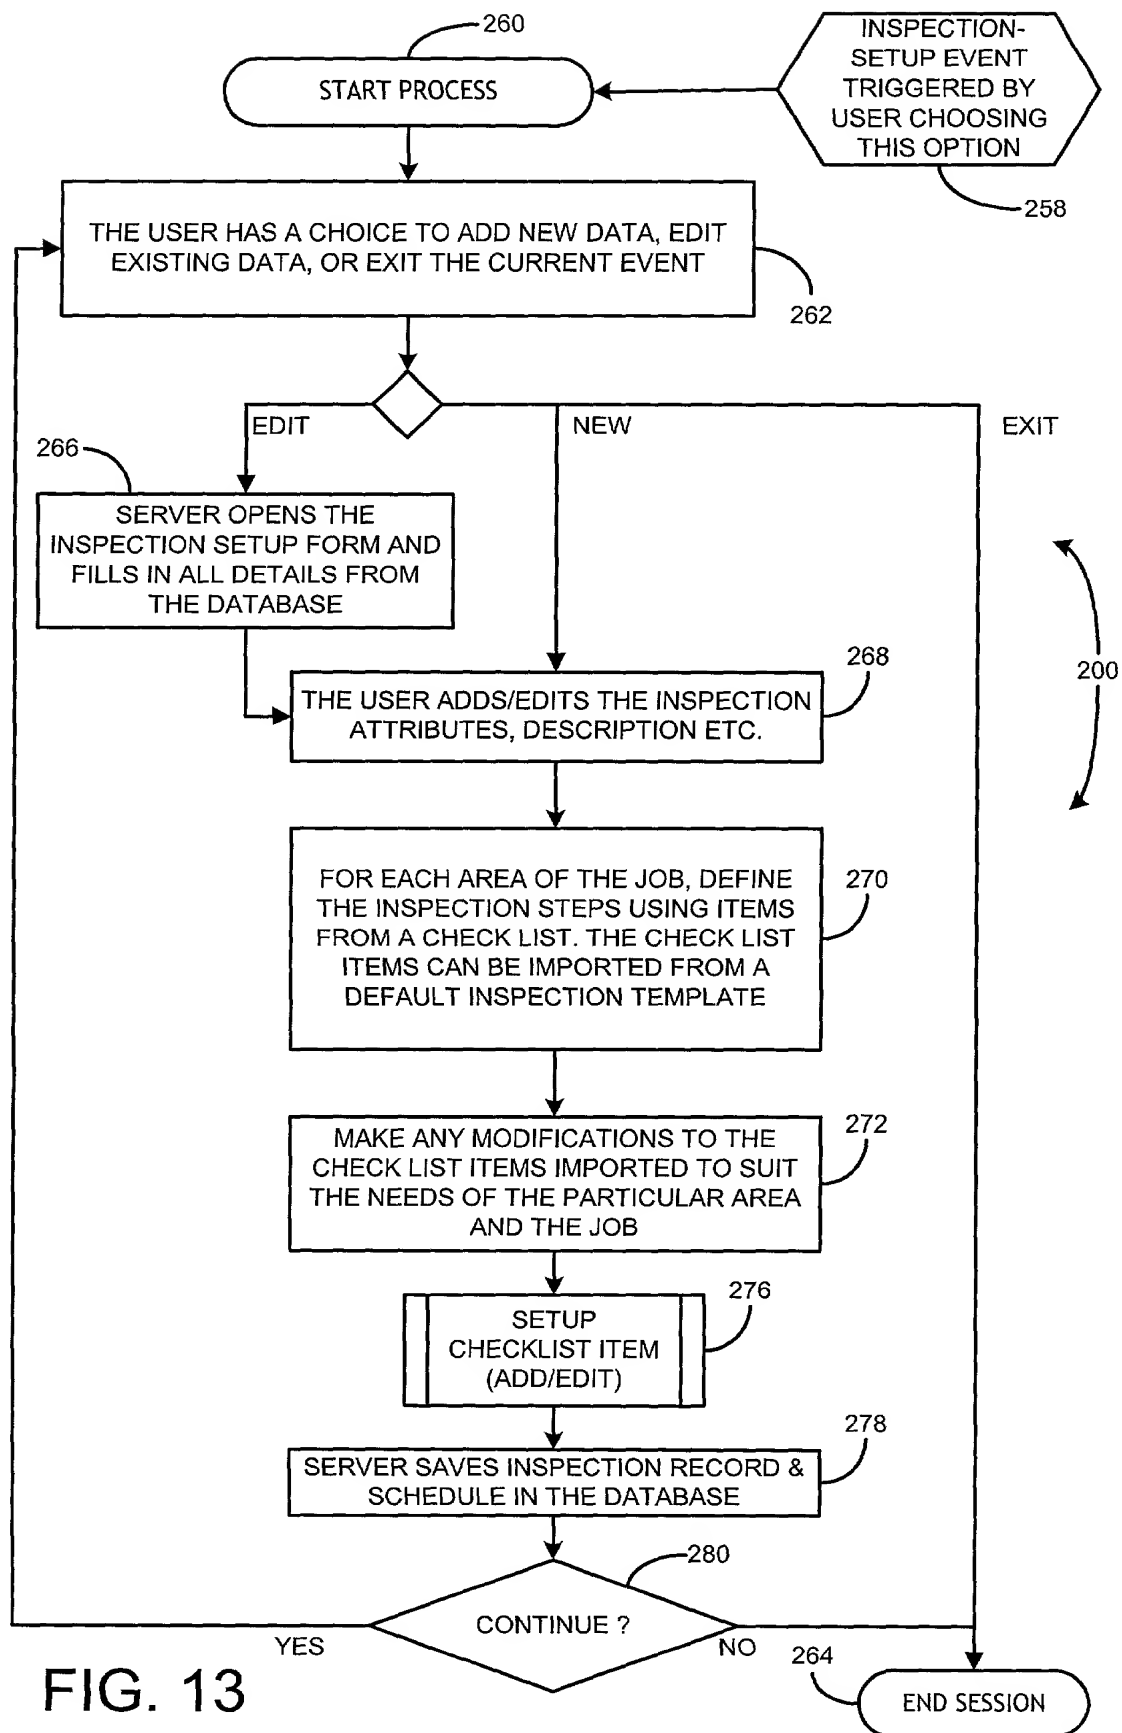 260
START PROCESS
INSPECTION-
SETUP EVENT
TRIGGERED BY
USER CHOOSING
THIS OPTION
258
THE USER HAS A CHOICE TO ADD NEW DATA, EDIT
EXISTING DATA, OR EXIT THE CURRENT EVENT
262
EDIT
NEW
EXIT
266
SERVER OPENS THE
INSPECTION SETUP FORM AND
FILLS IN ALL DETAILS FROM
THE DATABASE
268
THE USER ADDS/EDITS THE INSPECTION
ATTRIBUTES, DESCRIPTION ETC.
200
270
FOR EACH AREA OF THE JOB, DEFINE
THE INSPECTION STEPS USING ITEMS
FROM A CHECK LIST. THE CHECK LIST
ITEMS CAN BE IMPORTED FROM A
DEFAULT INSPECTION TEMPLATE
272
MAKE ANY MODIFICATIONS TO THE
CHECK LIST ITEMS IMPORTED TO SUIT
THE NEEDS OF THE PARTICULAR AREA
AND THE JOB
276
SETUP
CHECKLIST ITEM
(ADD/EDIT)
278
SERVER SAVES INSPECTION RECORD &
SCHEDULE IN THE DATABASE
280
CONTINUE ?
YES
NO
264
END SESSION
FIG. 13